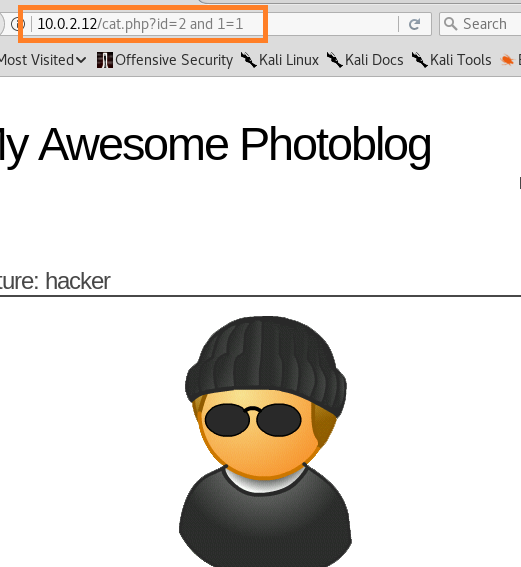 10.0.2.12/cat.php?id=2 and 1=1
Search
Most Visited Offensive Security Kali Linux Kali Docs Kali Tools
My Awesome Photoblog
ture: hacker